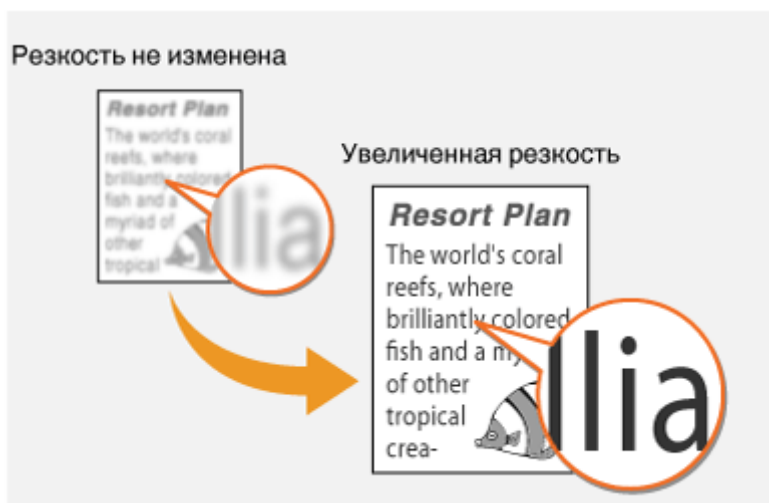 Резкость не изменена
Resort Plan
The world's coral
reefs, where
brilliantly colored
fish and a
myriad of
other
tropical
llia
Увеличенная резкость
Resort Plan
The world's coral
reefs, where
brilliantly colored
fish and a my
of other
tropical
crea-
llia